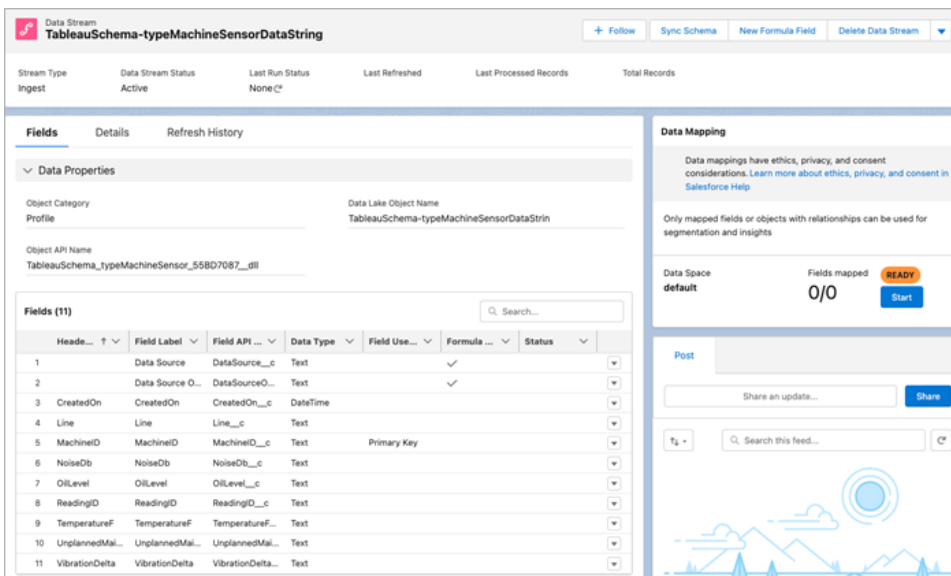 Data Stream
TableauSchema-typeMachineSensorDataString
+ Follow
Sync Schema
New Formula Field
Delete Data Stream
Stream Type
Data Stream Status
Last Run Status
Last Refreshed
Last Processed Records
Total Records
Ingest
Active
None
Fields
Details
Refresh History
Data Properties
Object Category
Profile
Data Lake Object Name
TableauSchema-typeMachineSensorDataStrin
Object API Name
TableauSchema_typeMachineSensor_55BD7087__dll
Fields (11)
Search...
Heade... Field Label Field API ... Data Type Field Use... Formula ... Status
1 Data Source DataSource__c Text
2 Data Source O... DataSourceO... Text
3 CreatedOn CreatedOn CreatedOn__c DateTime
4 Line Line Line__c Text
5 MachineID MachineID MachineID__c Text Primary Key
6 NoiseDb NoiseDb NoiseDb__c Text
7 OilLevel OilLevel OilLevel__c Text
8 ReadingID ReadingID ReadingID__c Text
9 TemperatureF TemperatureF TemperatureF... Text
10 UnplannedMai... UnplannedMai... UnplannedMai... Text
11 VibrationDelta VibrationDelta VibrationDelta... Text
Data Mapping
Data mappings have ethics, privacy, and consent
considerations. Learn more about ethics, privacy, and consent in
Salesforce Help
Only mapped fields or objects with relationships can be used for
segmentation and insights
Data Space
default
Fields mapped
0/0
READY
Start
Post
Share an update...
Share
Search this feed...